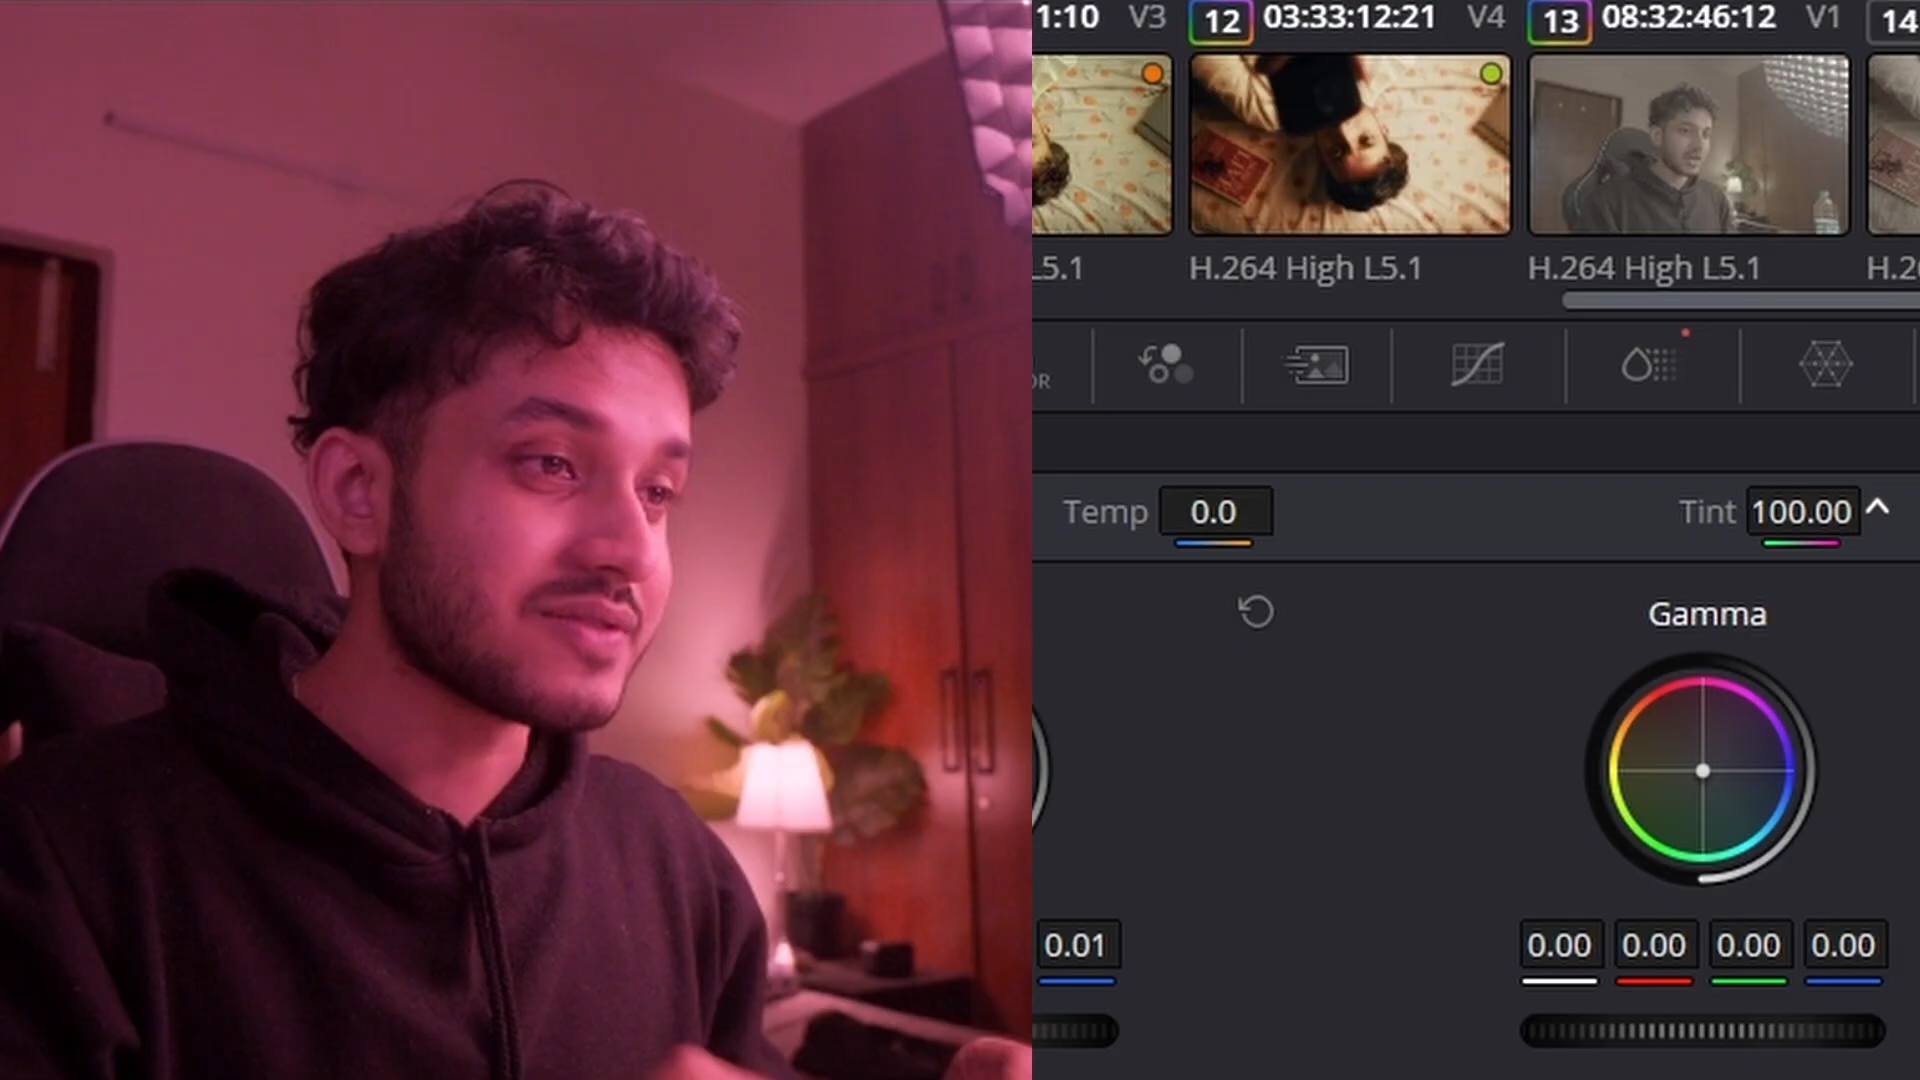 1:10 V3 12 03:33:12:21 V4 13 08:32:46:12 V1 14
L5.1 H.264 High L5.1 H.264 High L5.1 H.2
OR
Temp 0.0 Tint 100.00
Gamma
0.01 0.00 0.00 0.00 0.00